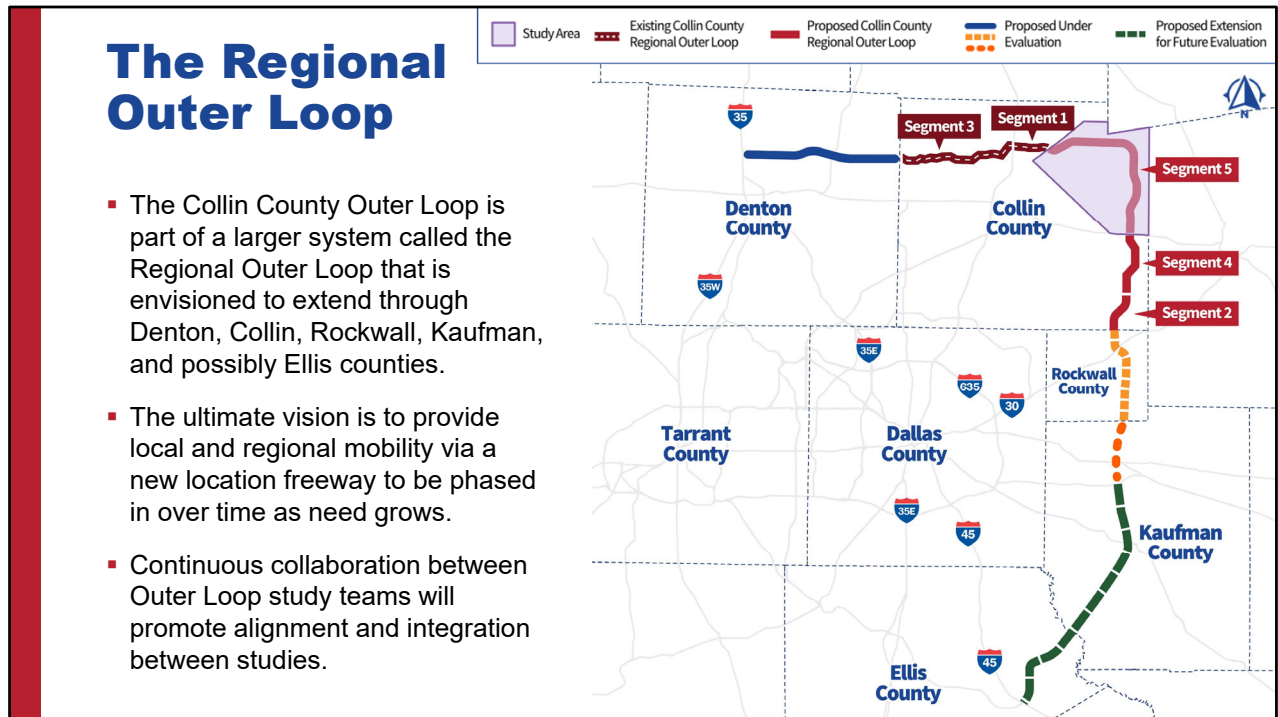 The Regional
Outer Loop
▪ The Collin County Outer Loop is
part of a larger system called the
Regional Outer Loop that is
envisioned to extend through
Denton, Collin, Rockwall, Kaufman,
and possibly Ellis counties.
▪ The ultimate vision is to provide
local and regional mobility via a
new location freeway to be phased
in over time as need grows.
▪ Continuous collaboration between
Outer Loop study teams will
promote alignment and integration
between studies.
Study Area
Existing Collin County
Regional Outer Loop
Proposed Collin County
Regional Outer Loop
Proposed Under
Evaluation
Proposed Extension
for Future Evaluation
N
35
Segment 3
Segment 1
Segment 5
Denton
County
Collin
County
Segment 4
35W
Segment 2
35E
Rockwall
County
635
30
Tarrant
County
Dallas
County
35E
45
Kaufman
County
45
Ellis
County